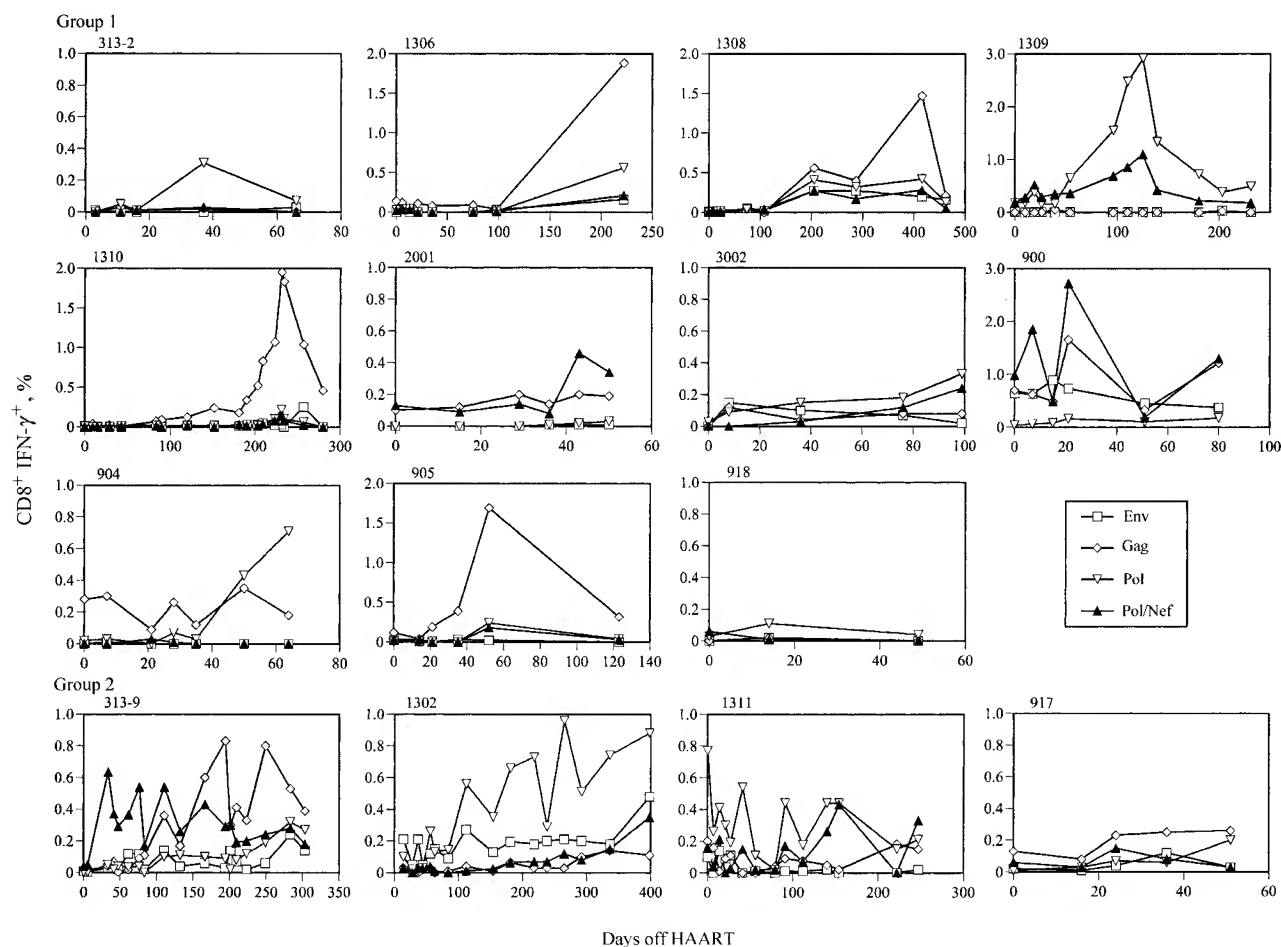 Group 1
313-2 1306 1308 1309
1.0 0.8 0.6 0.4 0.2 0
0 20 40 60 80
2.0 1.5 1.0 0.5 0
0 50 100 150 200 250
2.0 1.5 1.0 0.5 0
0 100 200 300 400 500
3.0 2.0 1.0 0
0 100 200
1310 2001 3002 900
2.0 1.5 1.0 0.5 0
0 50 100 150 200 300
1.0 0.8 0.6 0.4 0.2 0
0 20 40 60
1.0 0.8 0.6 0.4 0.2 0
0 20 40 60 80 100
3.0 2.0 1.0 0
0 20 40 60 80 100
CD8+ IFN-γ+, %
904 905 918
1.0 0.8 0.6 0.4 0.2 0
0 20 40 60 80
2.0 1.5 1.0 0.5 0
0 20 40 60 80 100 120 140
1.0 0.8 0.6 0.4 0.2 0
0 20 40 60
Env
Gag
Pol
Pol/Nef
Group 2
313-9 1302 1311 917
1.0 0.8 0.6 0.4 0.2 0
0 50 100 150 200 250 300 350
1.0 0.8 0.6 0.4 0.2 0
0 100 200 300 400
1.0 0.8 0.6 0.4 0.2 0
0 100 200 300
1.0 0.8 0.6 0.4 0.2 0
0 20 40 60
Days off HAART